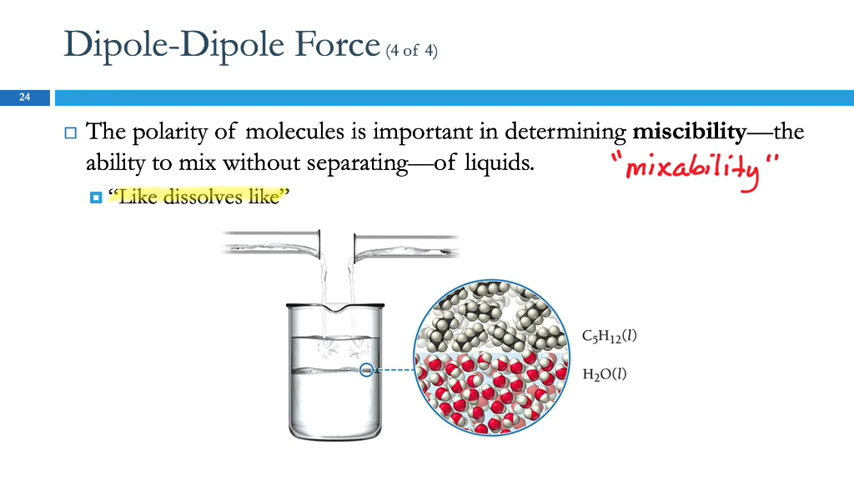 Dipole-Dipole Force (4 of 4)
24
The polarity of molecules is important in determining miscibility—the
ability to mix without separating—of liquids.
"mixability"
“Like dissolves like”
C₅H₁₂(l)
H₂O(l)